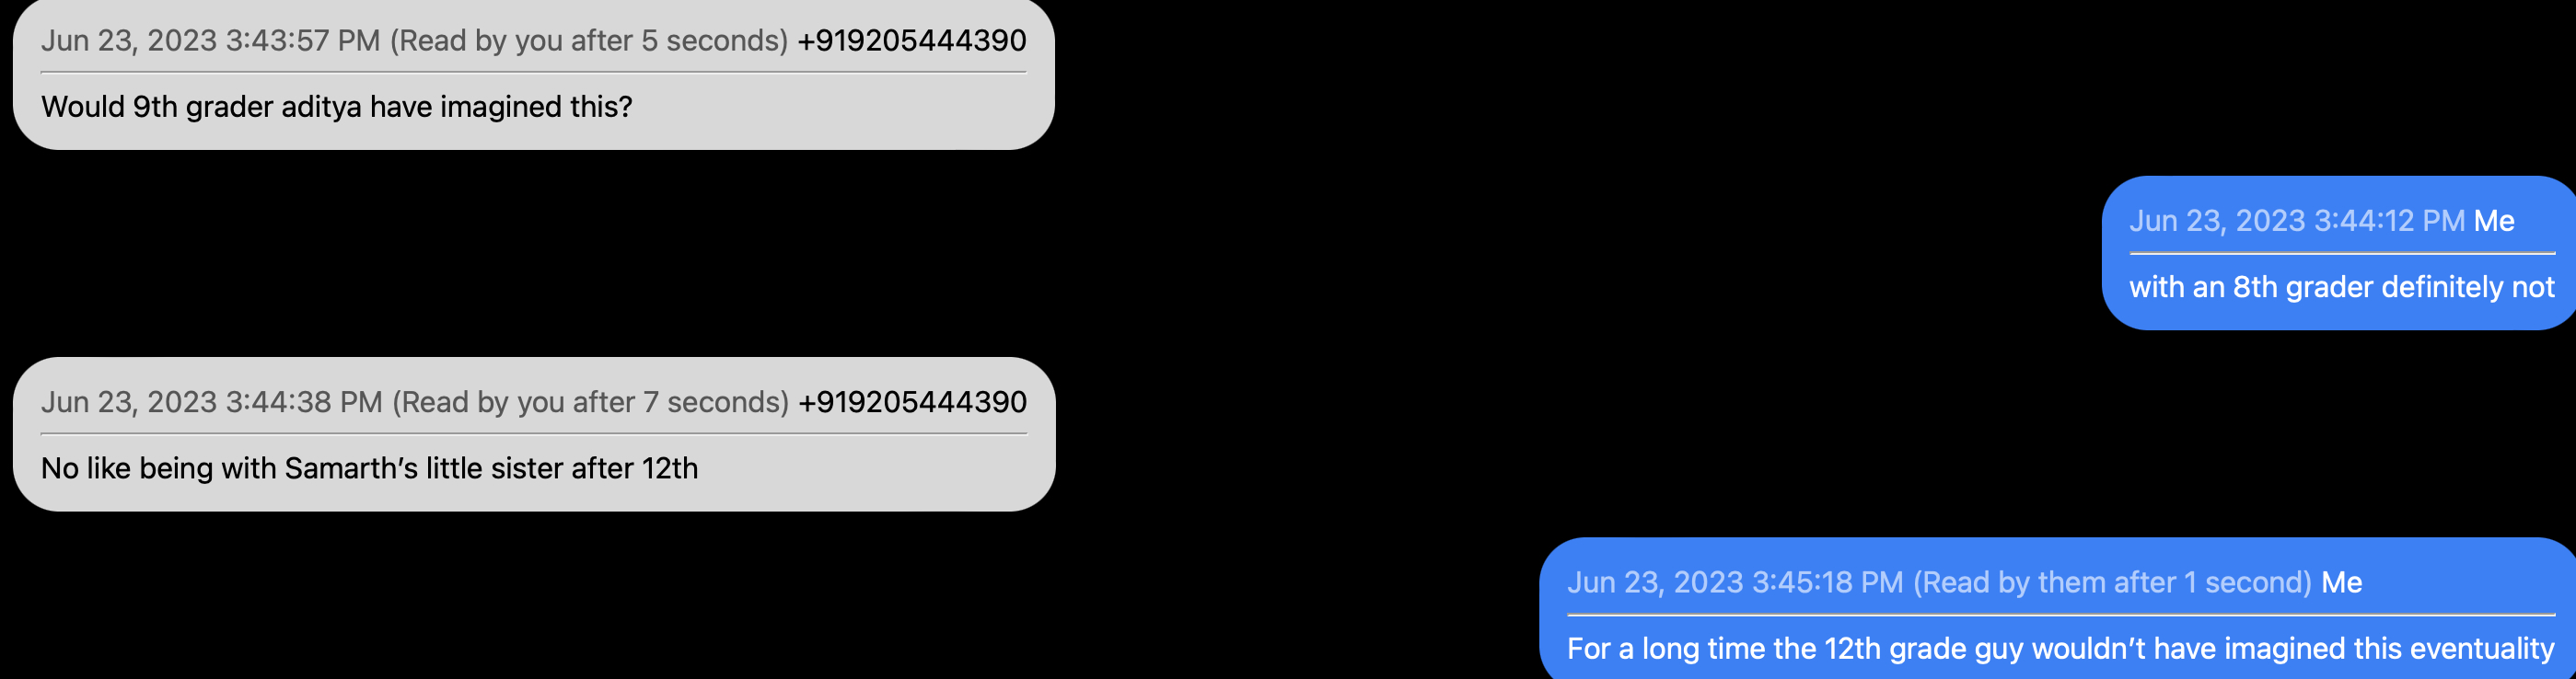 Jun 23, 2023 3:43:57 PM (Read by you after 5 seconds) +919205444390
Would 9th grader aditya have imagined this?
Jun 23, 2023 3:44:12 PM Me
with an 8th grader definitely not
Jun 23, 2023 3:44:38 PM (Read by you after 7 seconds) +919205444390
No like being with Samarth’s little sister after 12th
Jun 23, 2023 3:45:18 PM (Read by them after 1 second) Me
For a long time the 12th grade guy wouldn’t have imagined this eventuality